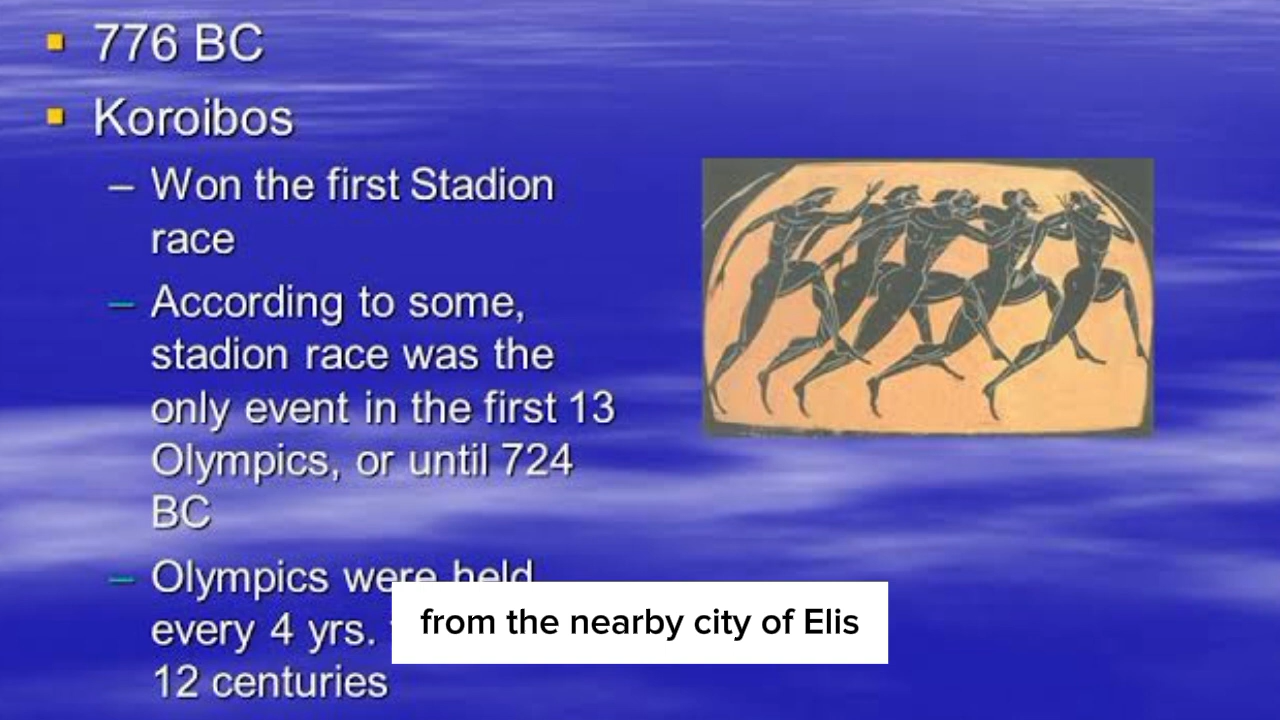 776 BC
Koroibos
– Won the first Stadion
race
– According to some,
stadion race was the
only event in the first 13
Olympics, or until 724
BC
– Olympics were held
every 4 yrs.
12 centuries
from the nearby city of Elis